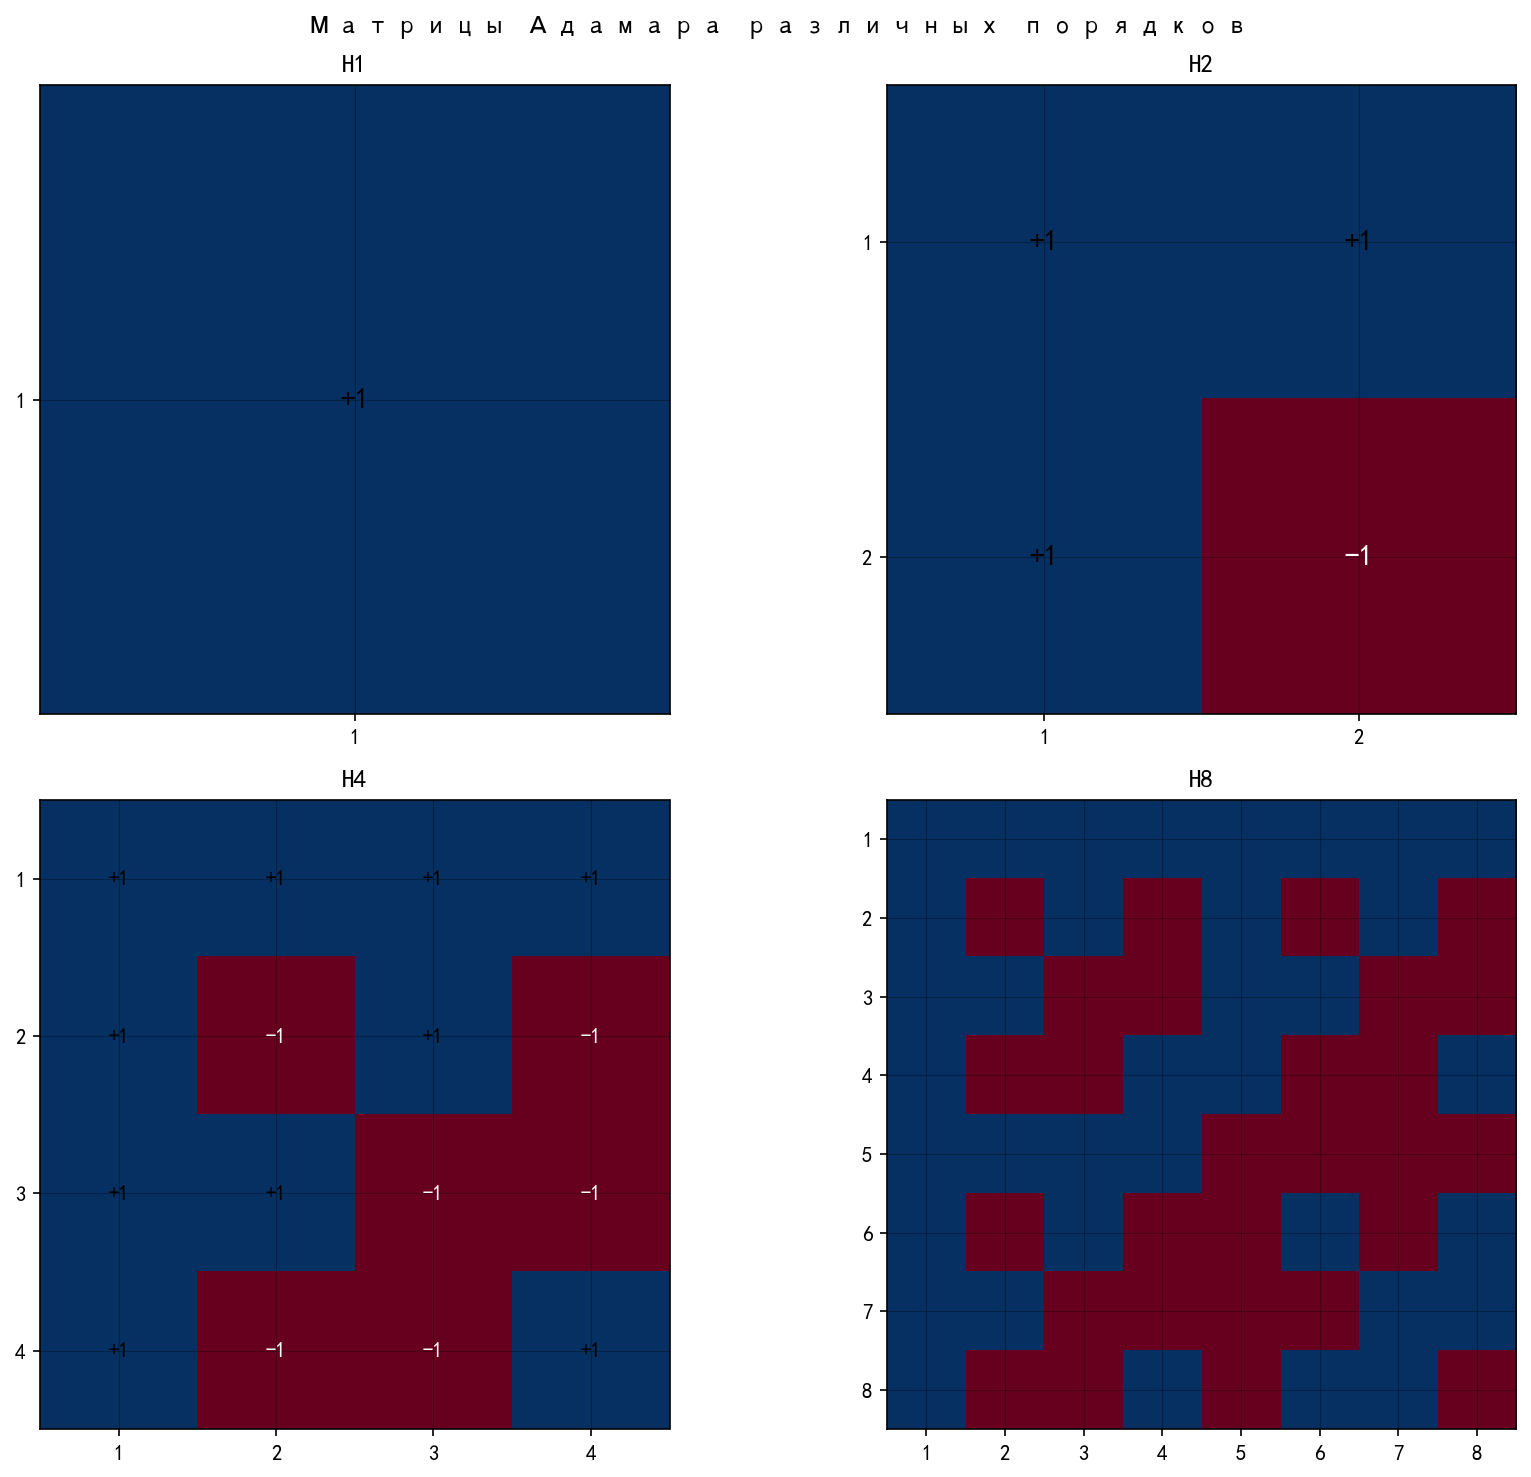 Матрицы Адамара различных порядков
H1 H2
1 +1 +1
1 +1
2 +1 −1
1 1 2
H4 H8
1
1 +1 +1 +1 +1
2
2 +1 −1 +1 −1
3
4
5
3 +1 +1 −1 −1
6
7
4 +1 −1 −1 +1
8
1 2 3 4 1 2 3 4 5 6 7 8